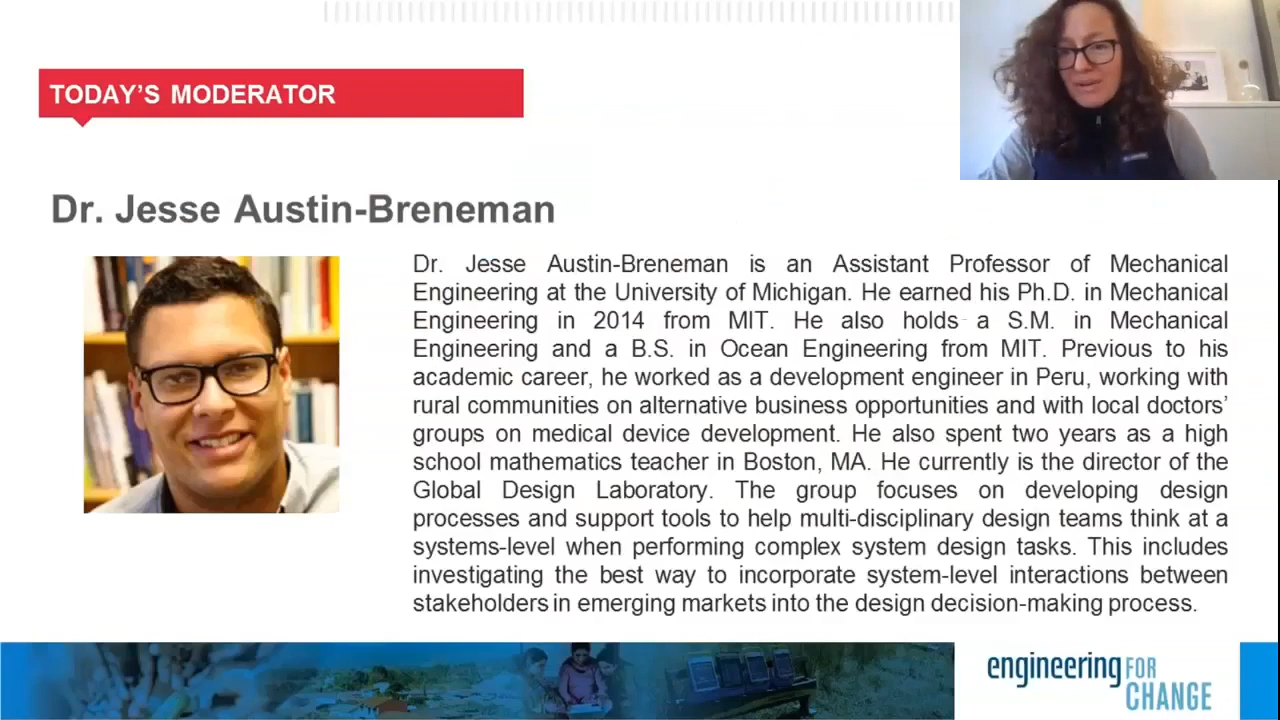 TODAY’S MODERATOR
Dr. Jesse Austin-Breneman
Dr. Jesse Austin-Breneman is an Assistant Professor of Mechanical
Engineering at the University of Michigan. He earned his Ph.D. in Mechanical
Engineering in 2014 from MIT. He also holds a S.M. in Mechanical
Engineering and a B.S. in Ocean Engineering from MIT. Previous to his
academic career, he worked as a development engineer in Peru, working with
rural communities on alternative business opportunities and with local doctors’
groups on medical device development. He also spent two years as a high
school mathematics teacher in Boston, MA. He currently is the director of the
Global Design Laboratory. The group focuses on developing design
processes and support tools to help multi-disciplinary design teams think at a
systems-level when performing complex system design tasks. This includes
investigating the best way to incorporate system-level interactions between
stakeholders in emerging markets into the design decision-making process.
engineering FOR
CHANGE